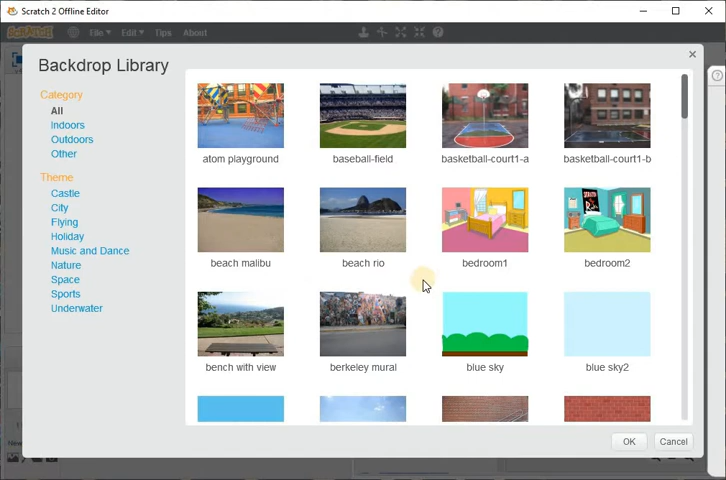 Scratch 2 Offline Editor
SCRATCH File Edit Tips About
Backdrop Library
Category
All
Indoors
Outdoors
Other
Theme
Castle
City
Flying
Holiday
Music and Dance
Nature
Space
Sports
Underwater
atom playground baseball-field basketball-court1-a basketball-court1-b
beach malibu beach rio bedroom1 bedroom2
bench with view berkeley mural blue sky blue sky2
OK Cancel